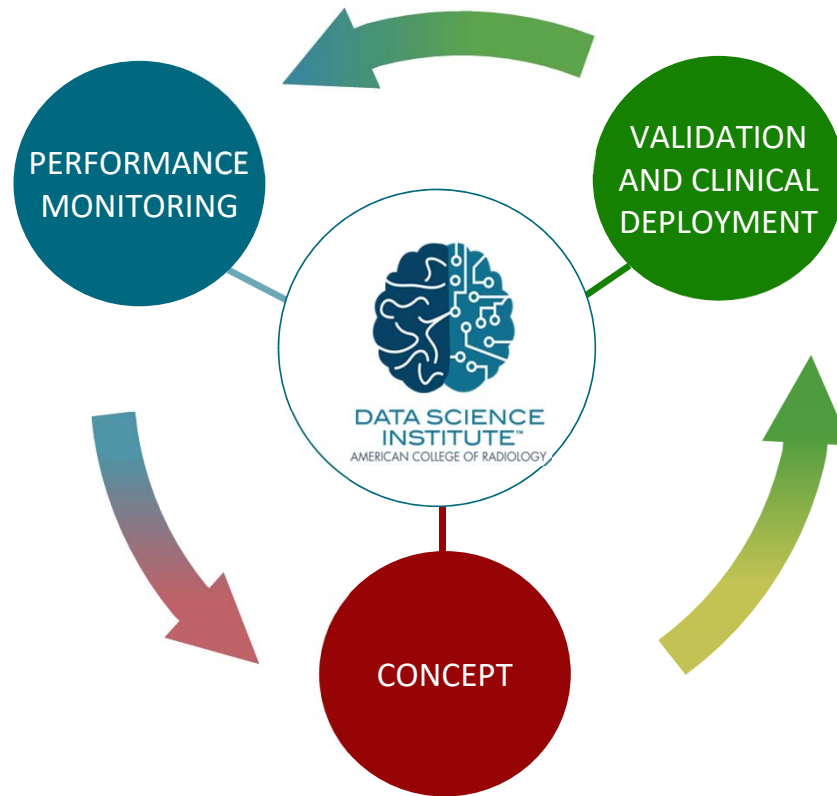 PERFORMANCE
MONITORING
VALIDATION
AND CLINICAL
DEPLOYMENT
DATA SCIENCE
INSTITUTE™
AMERICAN COLLEGE OF RADIOLOGY
CONCEPT